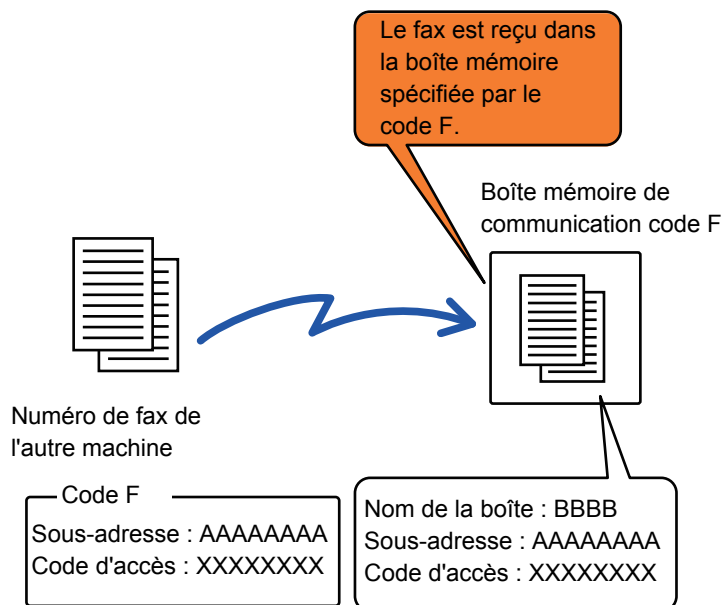 Le fax est reçu dans
la boîte mémoire
spécifiée par le
code F.
Boîte mémoire de
communication code F
Numéro de fax de
l'autre machine
Code F
Sous-adresse : AAAAAAAA
Code d'accès : XXXXXXXX
Nom de la boîte : BBBB
Sous-adresse : AAAAAAAA
Code d'accès : XXXXXXXX